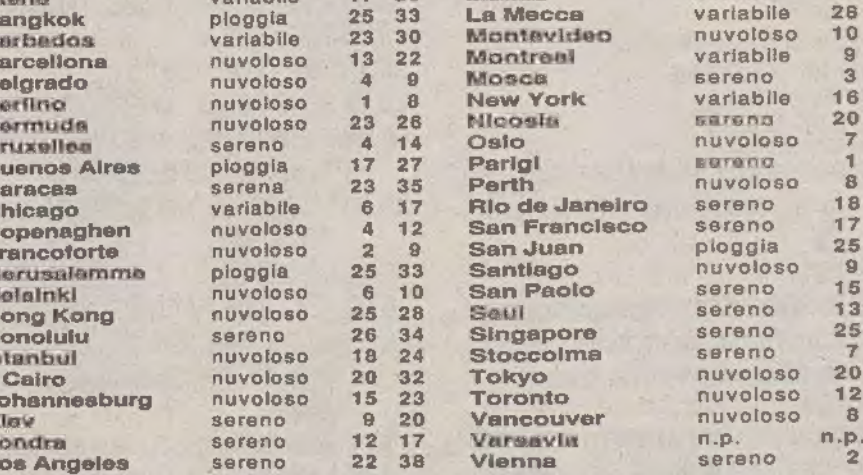 angkok pioggia 25 33
arbados variabile 23 30
arcellona nuvoloso 13 22
elgrado nuvoloso 4 9
erlino nuvoloso 1 8
ermuda nuvoloso 23 26
ruxelles sereno 4 14
uenos Aires pioggia 17 27
aracas serena 23 35
hicago variabile 6 17
openaghen nuvoloso 4 12
rancoforte nuvoloso 2 9
erusalemme pioggia 25 33
elsinki nuvoloso 6 10
ong Kong nuvoloso 25 28
onolulu sereno 26 34
stanbul nuvoloso 18 24
Cairo nuvoloso 20 32
ohannesburg nuvoloso 15 23
iev sereno 9 20
ondra sereno 12 17
os Angeles sereno 22 38
La Mecca variabile 26
Montevideo nuvoloso 10
Montreal variabile 9
Mosca sereno 3
New York variabile 16
Nicosia sereno 20
Oslo nuvoloso 7
Parigi sereno 1
Perth nuvoloso 8
Rio de Janeiro sereno 18
San Francisco sereno 17
San Juan pioggia 25
Santiago nuvoloso 9
San Paolo sereno 15
Seul sereno 13
Singapore sereno 25
Stoccolma sereno 7
Tokyo nuvoloso 20
Toronto nuvoloso 12
Vancouver nuvoloso 8
Varsavia n.p. n.p.
Vienna sereno 2